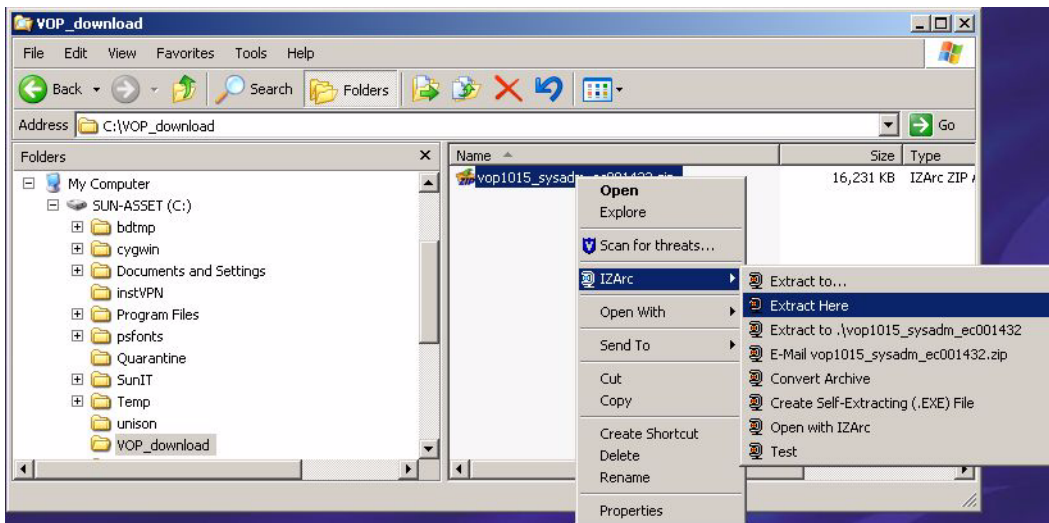 VOP_download
File Edit View Favorites Tools Help
Back Search Folders
Address C:\VOP_download Go
Folders
Name Size Type
My Computer
SUN-ASSET (C:)
bdtmp
cygwin
Documents and Settings
instVPN
Program Files
psfonts
Quarantine
SunIT
Temp
unison
VOP_download
vop1015_sysadm_ec001432.zip 16,231 KB IZArc ZIP
Open
Explore
Scan for threats...
IZArc
Open With
Send To
Cut
Copy
Create Shortcut
Delete
Rename
Properties
Extract to...
Extract Here
Extract to .\vop1015_sysadm_ec001432
E-Mail vop1015_sysadm_ec001432.zip
Convert Archive
Create Self-Extracting (.EXE) File
Open with IZArc
Test